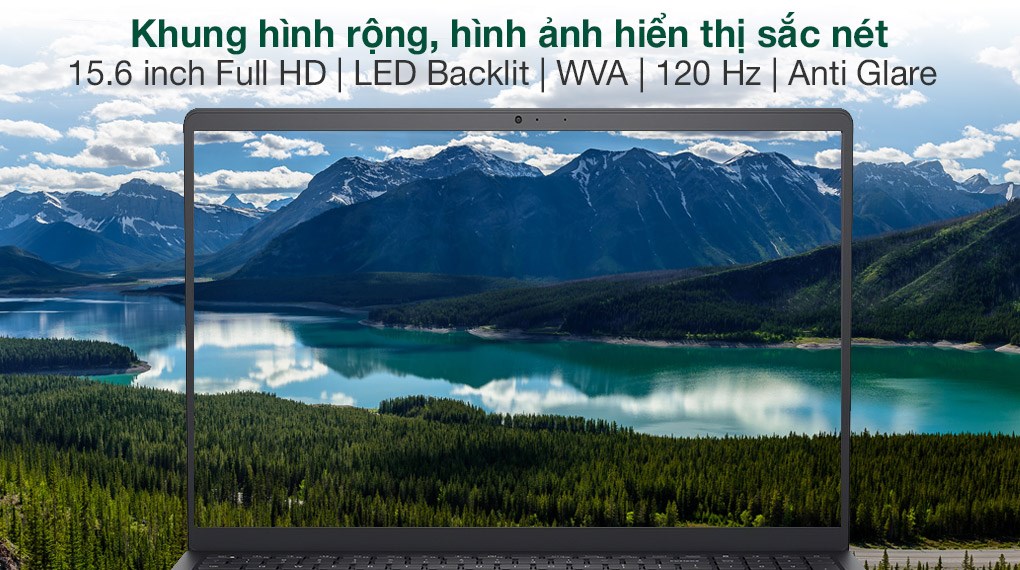 Khung hình rộng, hình ảnh hiển thị sắc nét
15.6 inch Full HD | LED Backlit | WVA | 120 Hz | Anti Glare